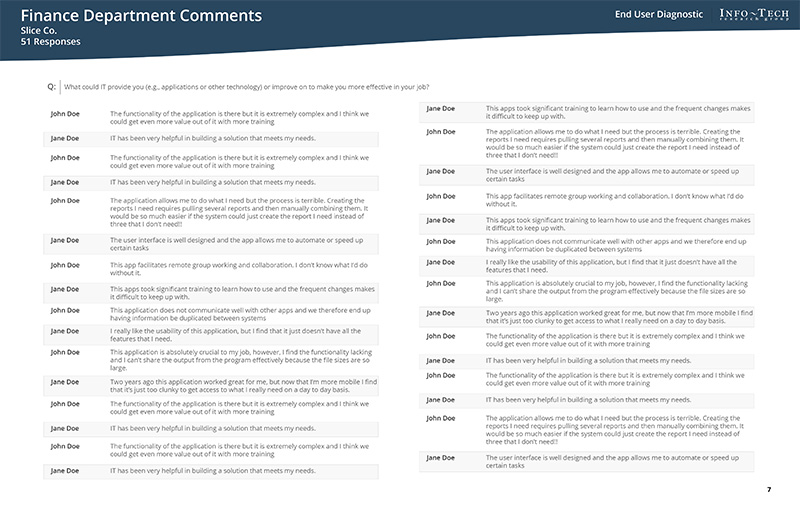 Finance Department Comments
Slice Co.
51 Responses
End User Diagnostic
INFO~TECH
research group
Q: What could IT provide you (e.g., applications or other technology) or improve on to make you more effective in your job?
John Doe The functionality of the application is there but it is extremely complex and I think we
could get even more value out of it with more training
Jane Doe IT has been very helpful in building a solution that meets my needs.
John Doe The functionality of the application is there but it is extremely complex and I think we
could get even more value out of it with more training
Jane Doe IT has been very helpful in building a solution that meets my needs.
John Doe The application allows me to do what I need but the process is terrible. Creating the
reports I need requires pulling several reports and then manually combining them. It
would be so much easier if the system could just create the report I need instead of
three that I don't need!!
Jane Doe The user interface is well designed and the app allows me to automate or speed up
certain tasks
John Doe This app facilitates remote group working and collaboration. I don't know what I'd do
without it.
Jane Doe This apps took significant training to learn how to use and the frequent changes makes
it difficult to keep up with.
John Doe This application does not communicate well with other apps and we therefore end up
having information be duplicated between systems
Jane Doe I really like the usability of this application, but I find that it just doesn't have all the
features that I need.
John Doe This application is absolutely crucial to my job, however, I find the functionality lacking
and I can't share the output from the program effectively because the file sizes are so
large.
Jane Doe Two years ago this application worked great for me, but now that I'm more mobile I find
that it's just too clunky to get access to what I really need on a day to day basis.
John Doe The functionality of the application is there but it is extremely complex and I think we
could get even more value out of it with more training
Jane Doe IT has been very helpful in building a solution that meets my needs.
John Doe The functionality of the application is there but it is extremely complex and I think we
could get even more value out of it with more training
Jane Doe IT has been very helpful in building a solution that meets my needs.
Jane Doe This apps took significant training to learn how to use and the frequent changes makes
it difficult to keep up with.
John Doe The application allows me to do what I need but the process is terrible. Creating the
reports I need requires pulling several reports and then manually combining them. It
would be so much easier if the system could just create the report I need instead of
three that I don't need!!
Jane Doe The user interface is well designed and the app allows me to automate or speed up
certain tasks
John Doe This app facilitates remote group working and collaboration. I don't know what I'd do
without it.
Jane Doe This apps took significant training to learn how to use and the frequent changes makes
it difficult to keep up with.
John Doe This application does not communicate well with other apps and we therefore end up
having information be duplicated between systems
Jane Doe I really like the usability of this application, but I find that it just doesn't have all the
features that I need.
John Doe This application is absolutely crucial to my job, however, I find the functionality lacking
and I can't share the output from the program effectively because the file sizes are so
large.
Jane Doe Two years ago this application worked great for me, but now that I'm more mobile I find
that it's just too clunky to get access to what I really need on a day to day basis.
John Doe The functionality of the application is there but it is extremely complex and I think we
could get even more value out of it with more training
Jane Doe IT has been very helpful in building a solution that meets my needs.
John Doe The functionality of the application is there but it is extremely complex and I think we
could get even more value out of it with more training
Jane Doe IT has been very helpful in building a solution that meets my needs.
John Doe The application allows me to do what I need but the process is terrible. Creating the
reports I need requires pulling several reports and then manually combining them. It
would be so much easier if the system could just create the report I need instead of
three that I don't need!!
Jane Doe The user interface is well designed and the app allows me to automate or speed up
certain tasks
7